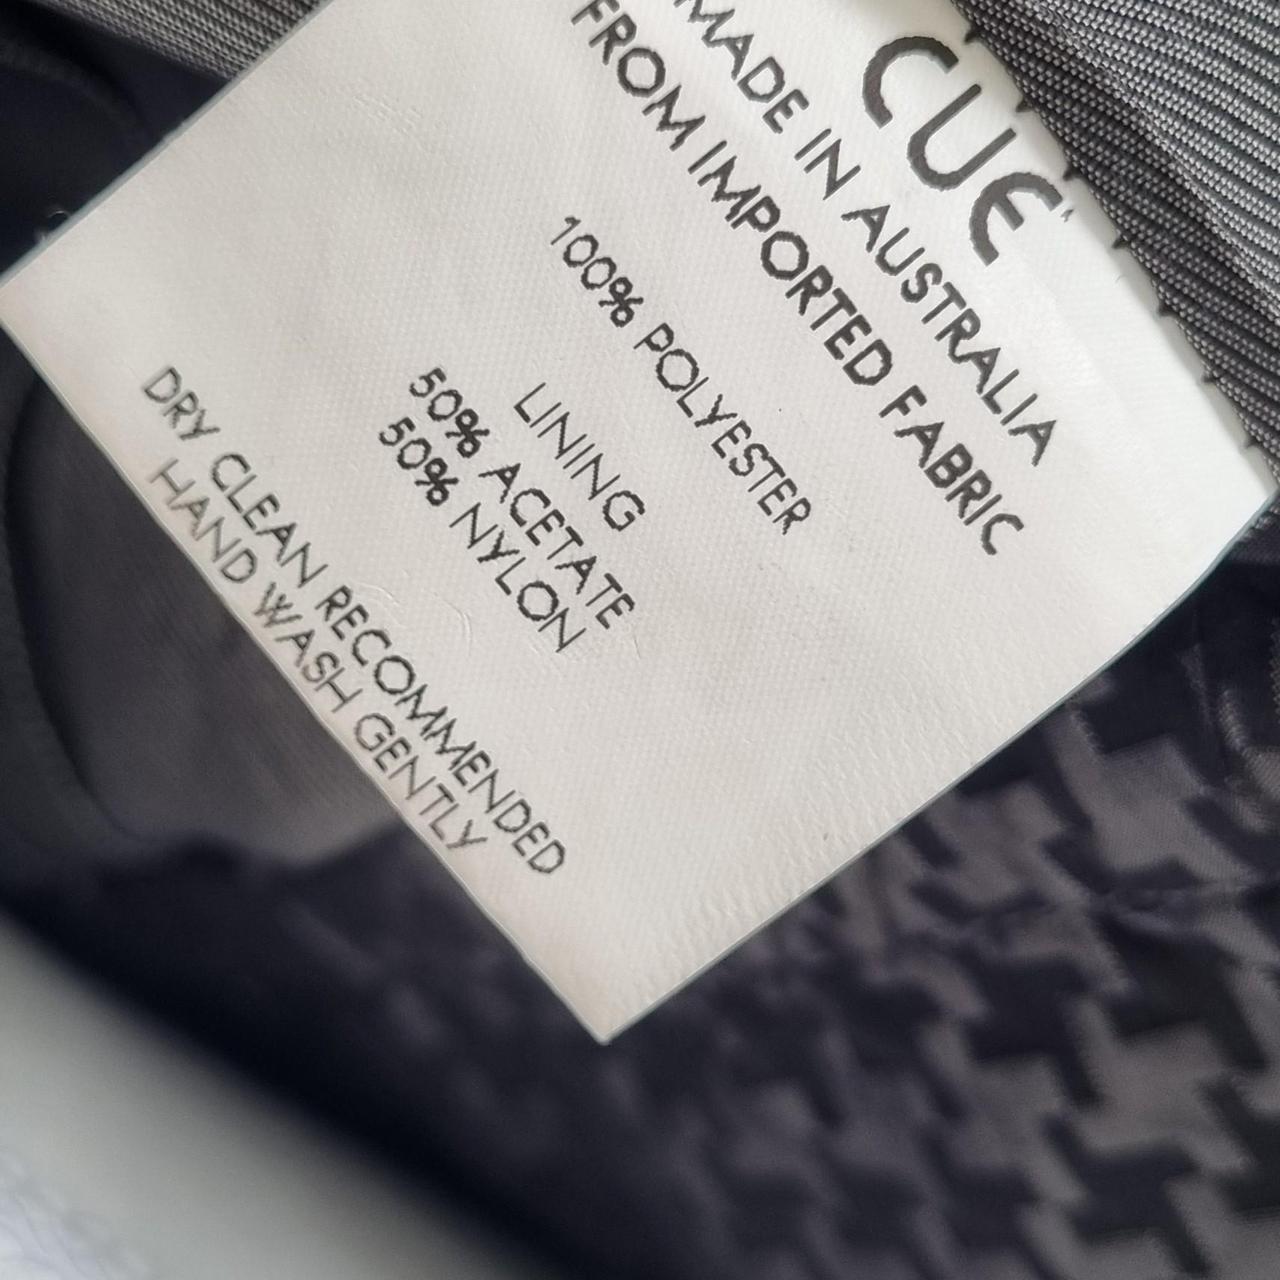 CUE
MADE IN AUSTRALIA
FROM IMPORTED FABRIC
100% POLYESTER
LINING
50% ACETATE
50% NYLON
DRY CLEAN RECOMMENDED
HAND WASH GENTLY